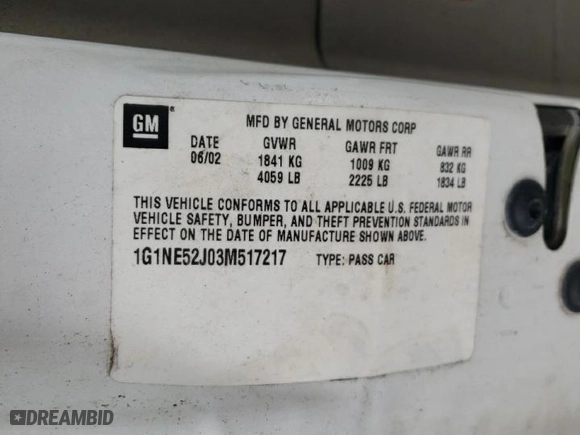 GM ®
MFD BY GENERAL MOTORS CORP
DATE GVWR GAWR FRT GAWR RR
06/02 1841 KG 1009 KG 832 KG
4059 LB 2225 LB 1834 LB
THIS VEHICLE CONFORMS TO ALL APPLICABLE U.S. FEDERAL MOTOR
VEHICLE SAFETY, BUMPER, AND THEFT PREVENTION STANDARDS IN
EFFECT ON THE DATE OF MANUFACTURE SHOWN ABOVE.
1G1NE52J03M517217 TYPE: PASS CAR
DREAMBID